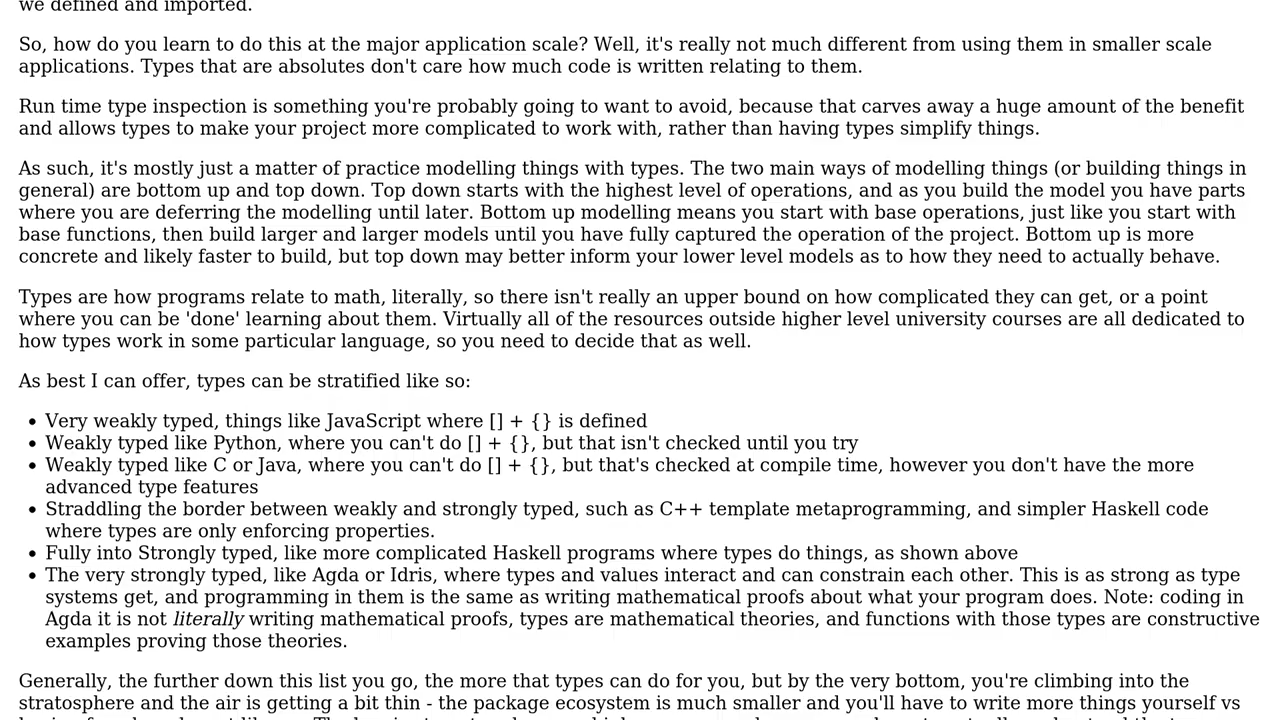 we defined and imported.
So, how do you learn to do this at the major application scale? Well, it's really not much different from using them in smaller scale
applications. Types that are absolutes don't care how much code is written relating to them.
Run time type inspection is something you're probably going to want to avoid, because that carves away a huge amount of the benefit
and allows types to make your project more complicated to work with, rather than having types simplify things.
As such, it's mostly just a matter of practice modelling things with types. The two main ways of modelling things (or building things in
general) are bottom up and top down. Top down starts with the highest level of operations, and as you build the model you have parts
where you are deferring the modelling until later. Bottom up modelling means you start with base operations, just like you start with
base functions, then build larger and larger models until you have fully captured the operation of the project. Bottom up is more
concrete and likely faster to build, but top down may better inform your lower level models as to how they need to actually behave.
Types are how programs relate to math, literally, so there isn't really an upper bound on how complicated they can get, or a point
where you can be 'done' learning about them. Virtually all of the resources outside higher level university courses are all dedicated to
how types work in some particular language, so you need to decide that as well.
As best I can offer, types can be stratified like so:
• Very weakly typed, things like JavaScript where [] + {} is defined
• Weakly typed like Python, where you can't do [] + {}, but that isn't checked until you try
• Weakly typed like C or Java, where you can't do [] + {}, but that's checked at compile time, however you don't have the more
advanced type features
• Straddling the border between weakly and strongly typed, such as C++ template metaprogramming, and simpler Haskell code
where types are only enforcing properties.
• Fully into Strongly typed, like more complicated Haskell programs where types do things, as shown above
• The very strongly typed, like Agda or Idris, where types and values interact and can constrain each other. This is as strong as type
systems get, and programming in them is the same as writing mathematical proofs about what your program does. Note: coding in
Agda it is not literally writing mathematical proofs, types are mathematical theories, and functions with those types are constructive
examples proving those theories.
Generally, the further down this list you go, the more that types can do for you, but by the very bottom, you're climbing into the
stratosphere and the air is getting a bit thin - the package ecosystem is much smaller and you'll have to write more things yourself vs